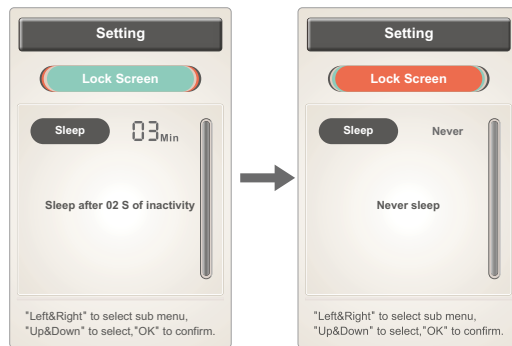 Setting
Lock Screen
Sleep 03 Min
Sleep after 02 S of inactivity
"Left&Right" to select sub menu,
"Up&Down" to select,"OK" to confirm.
Setting
Lock Screen
Sleep Never
Never sleep
"Left&Right" to select sub menu,
"Up&Down" to select,"OK" to confirm.